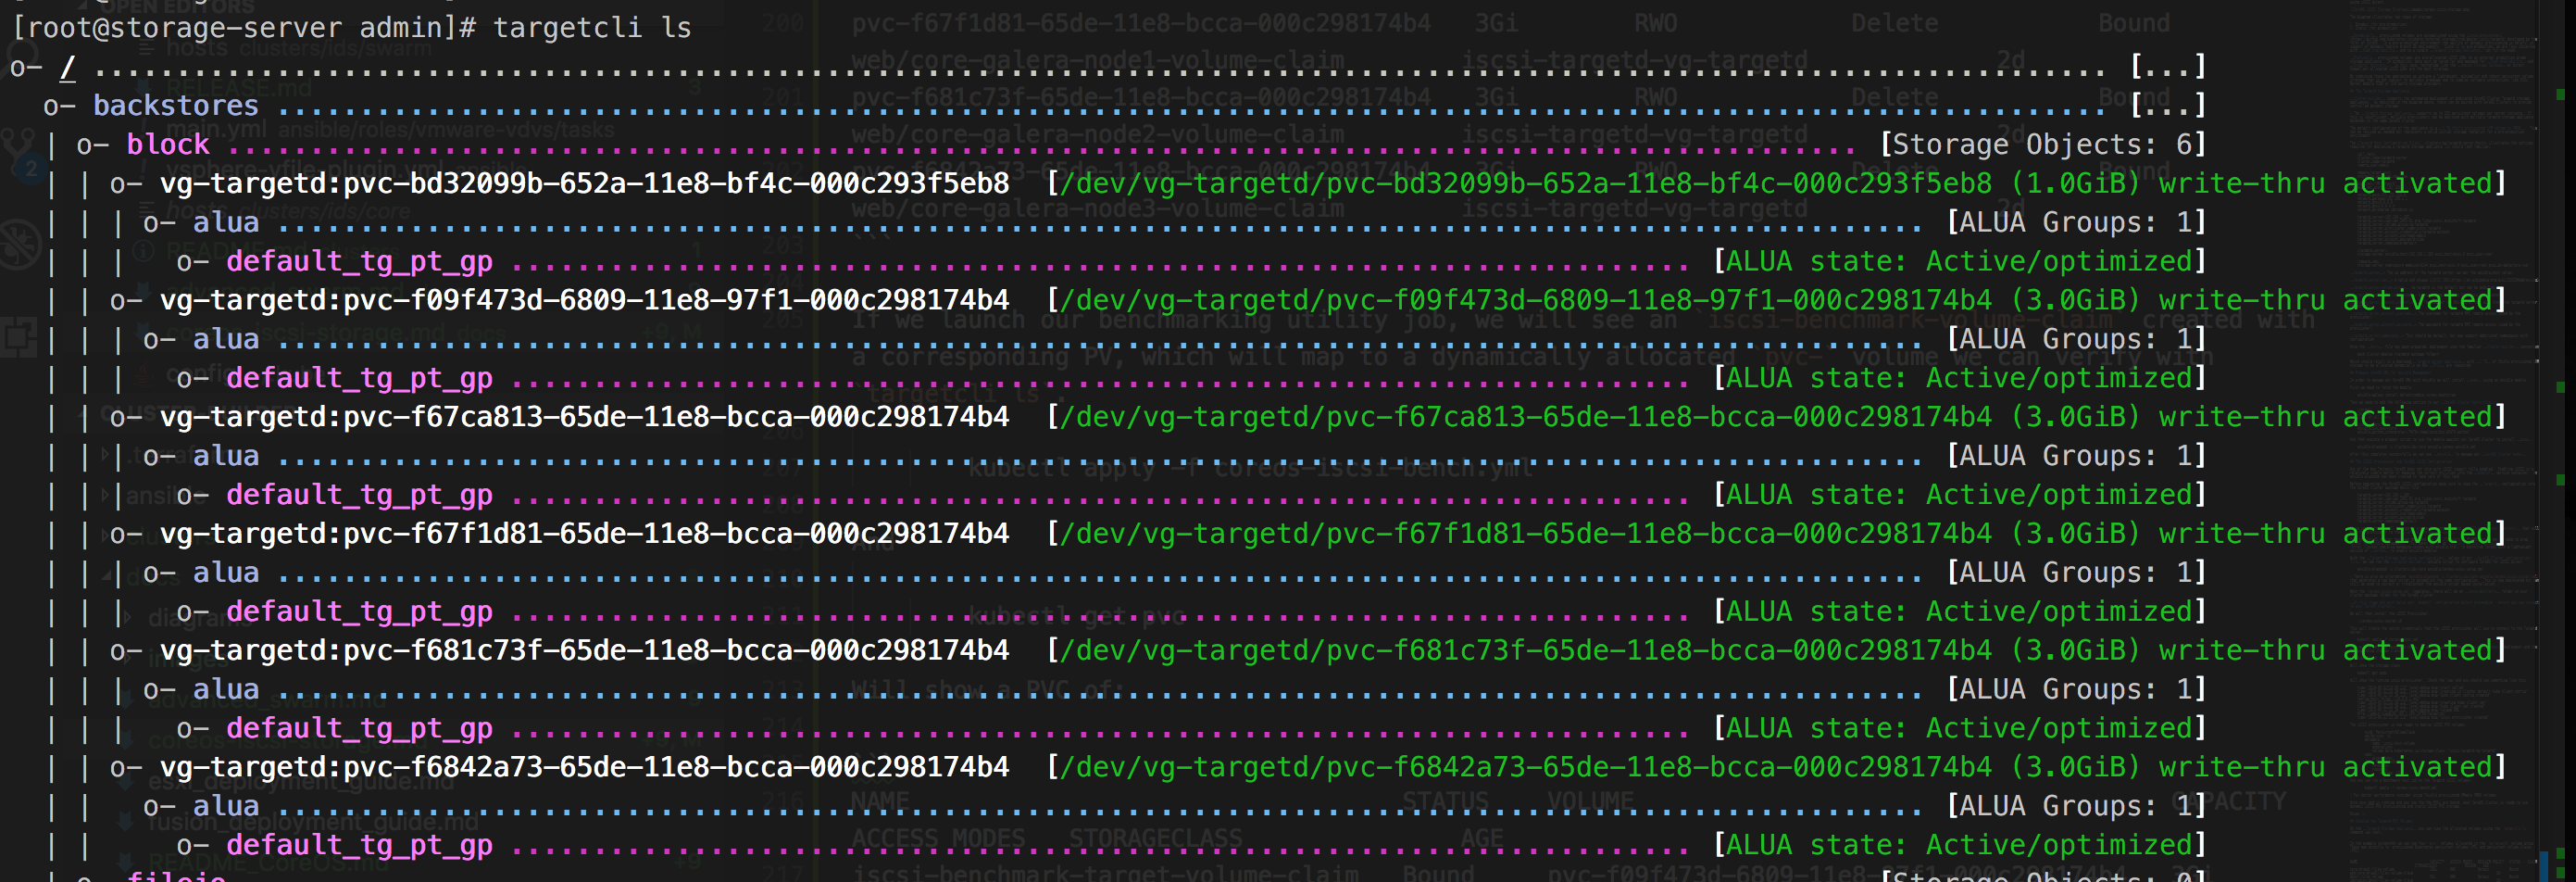 [root@storage-server admin]# targetcli ls
o- / ......................................................................................................................... [...]
  o- backstores .............................................................................................................. [...]
  | o- block .................................................................................................. [Storage Objects: 6]
  | | o- vg-targetd:pvc-bd32099b-652a-11e8-bf4c-000c293f5eb8  [/dev/vg-targetd/pvc-bd32099b-652a-11e8-bf4c-000c293f5eb8 (1.0GiB) write-thru activated]
  | | | o- alua ................................................................................................... [ALUA Groups: 1]
  | | |   o- default_tg_pt_gp ....................................................................... [ALUA state: Active/optimized]
  | | o- vg-targetd:pvc-f09f473d-6809-11e8-97f1-000c298174b4  [/dev/vg-targetd/pvc-f09f473d-6809-11e8-97f1-000c298174b4 (3.0GiB) write-thru activated]
  | | | o- alua ................................................................................................... [ALUA Groups: 1]
  | | |   o- default_tg_pt_gp ....................................................................... [ALUA state: Active/optimized]
  | | o- vg-targetd:pvc-f67ca813-65de-11e8-bcca-000c298174b4  [/dev/vg-targetd/pvc-f67ca813-65de-11e8-bcca-000c298174b4 (3.0GiB) write-thru activated]
  | | | o- alua ................................................................................................... [ALUA Groups: 1]
  | | |   o- default_tg_pt_gp ....................................................................... [ALUA state: Active/optimized]
  | | o- vg-targetd:pvc-f67f1d81-65de-11e8-bcca-000c298174b4  [/dev/vg-targetd/pvc-f67f1d81-65de-11e8-bcca-000c298174b4 (3.0GiB) write-thru activated]
  | | | o- alua ................................................................................................... [ALUA Groups: 1]
  | | |   o- default_tg_pt_gp ....................................................................... [ALUA state: Active/optimized]
  | | o- vg-targetd:pvc-f681c73f-65de-11e8-bcca-000c298174b4  [/dev/vg-targetd/pvc-f681c73f-65de-11e8-bcca-000c298174b4 (3.0GiB) write-thru activated]
  | | | o- alua ................................................................................................... [ALUA Groups: 1]
  | | |   o- default_tg_pt_gp ....................................................................... [ALUA state: Active/optimized]
  | | o- vg-targetd:pvc-f6842a73-65de-11e8-bcca-000c298174b4  [/dev/vg-targetd/pvc-f6842a73-65de-11e8-bcca-000c298174b4 (3.0GiB) write-thru activated]
  | |   o- alua ................................................................................................... [ALUA Groups: 1]
  | |     o- default_tg_pt_gp ....................................................................... [ALUA state: Active/optimized]